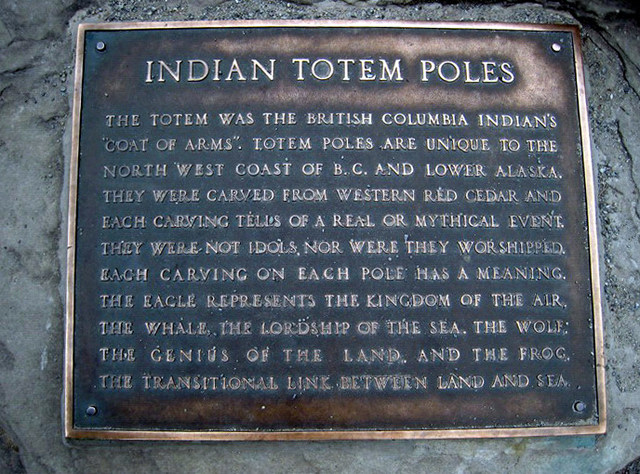 INDIAN TOTEM POLES
THE TOTEM WAS THE BRITISH COLUMBIA INDIAN'S
"COAT OF ARMS". TOTEM POLES ARE UNIQUE TO THE
NORTH WEST COAST OF B.C. AND LOWER ALASKA.
THEY WERE CARVED FROM WESTERN RED CEDAR AND
EACH CARVING TELLS OF A REAL OR MYTHICAL EVENT.
THEY WERE NOT IDOLS, NOR WERE THEY WORSHIPPED.
EACH CARVING ON EACH POLE HAS A MEANING.
THE EAGLE REPRESENTS THE KINGDOM OF THE AIR,
THE WHALE, THE LORDSHIP OF THE SEA, THE WOLF,
THE GENIUS OF THE LAND, AND THE FROG,
THE TRANSITIONAL LINK BETWEEN LAND AND SEA.